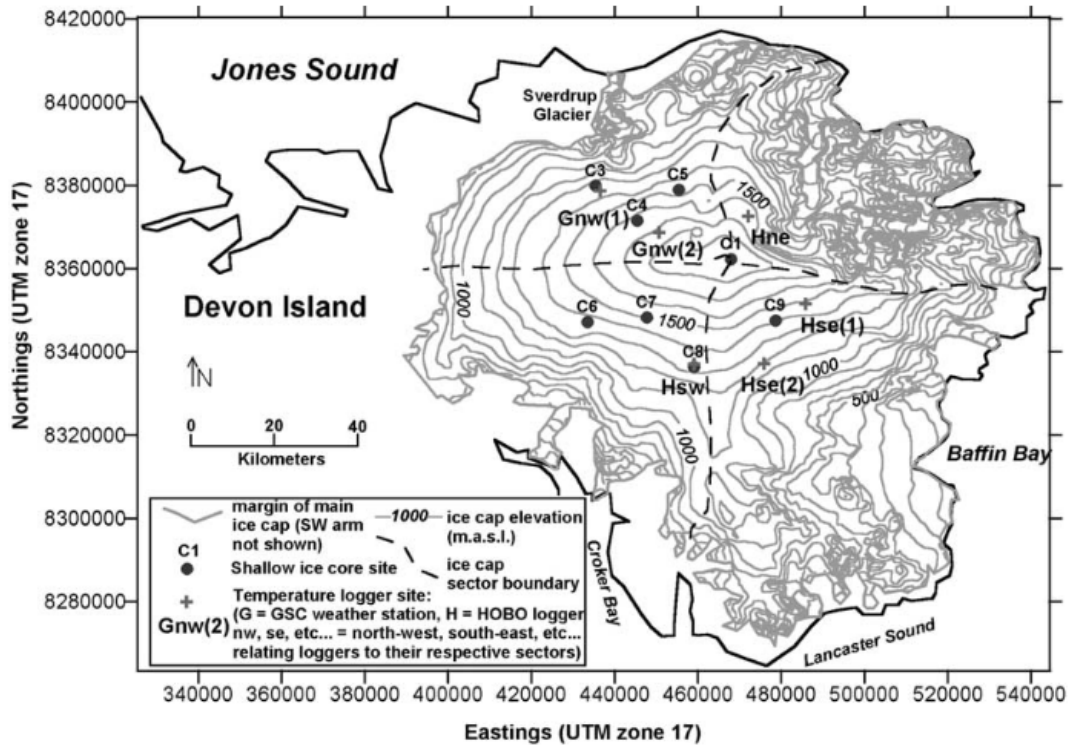 8420000
8400000
8380000
8360000
8340000
8320000
8300000
8280000
Northings (UTM zone 17)
Jones Sound
Sverdrup
Glacier
C3
C5
1500
Gnw(1)
C4
Gnw(2)
Hne
C1
Devon Island
1000
C6
C7
1500
C9
Hse(1)
C8
Hsw
Hse(2)
1000
500
N
0 20 40
Kilometers
1000
Baffin Bay
margin of main
ice cap (SW arm
not shown)
1000 ice cap elevation
(m.a.s.l.)
C1
Shallow ice core site
ice cap
sector boundary
Temperature logger site:
Gnw(2)
(G = GSC weather station, H = HOBO logger
nw, se, etc... = north-west, south-east, etc...
relating loggers to their respective sectors)
Croker Bay
Lancaster Sound
340000 360000 380000 400000 420000 440000 460000 480000 500000 520000 540000
Eastings (UTM zone 17)